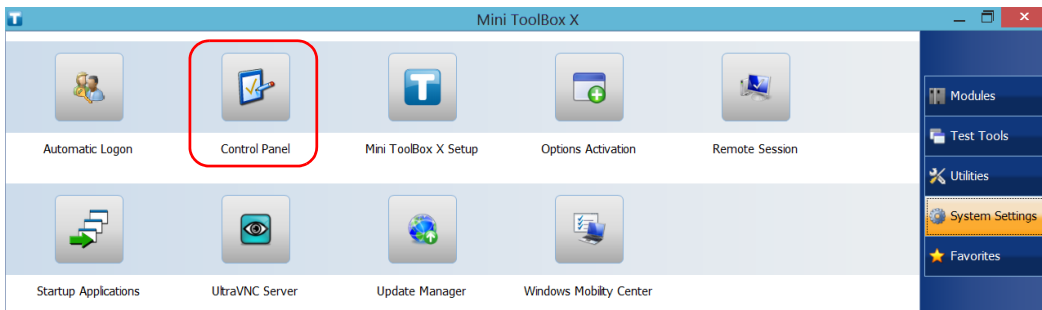 Mini ToolBox X
Automatic Logon
Control Panel
Mini ToolBox X Setup
Options Activation
Remote Session
Startup Applications
UltraVNC Server
Update Manager
Windows Mobility Center
Modules
Test Tools
Utilities
System Settings
Favorites